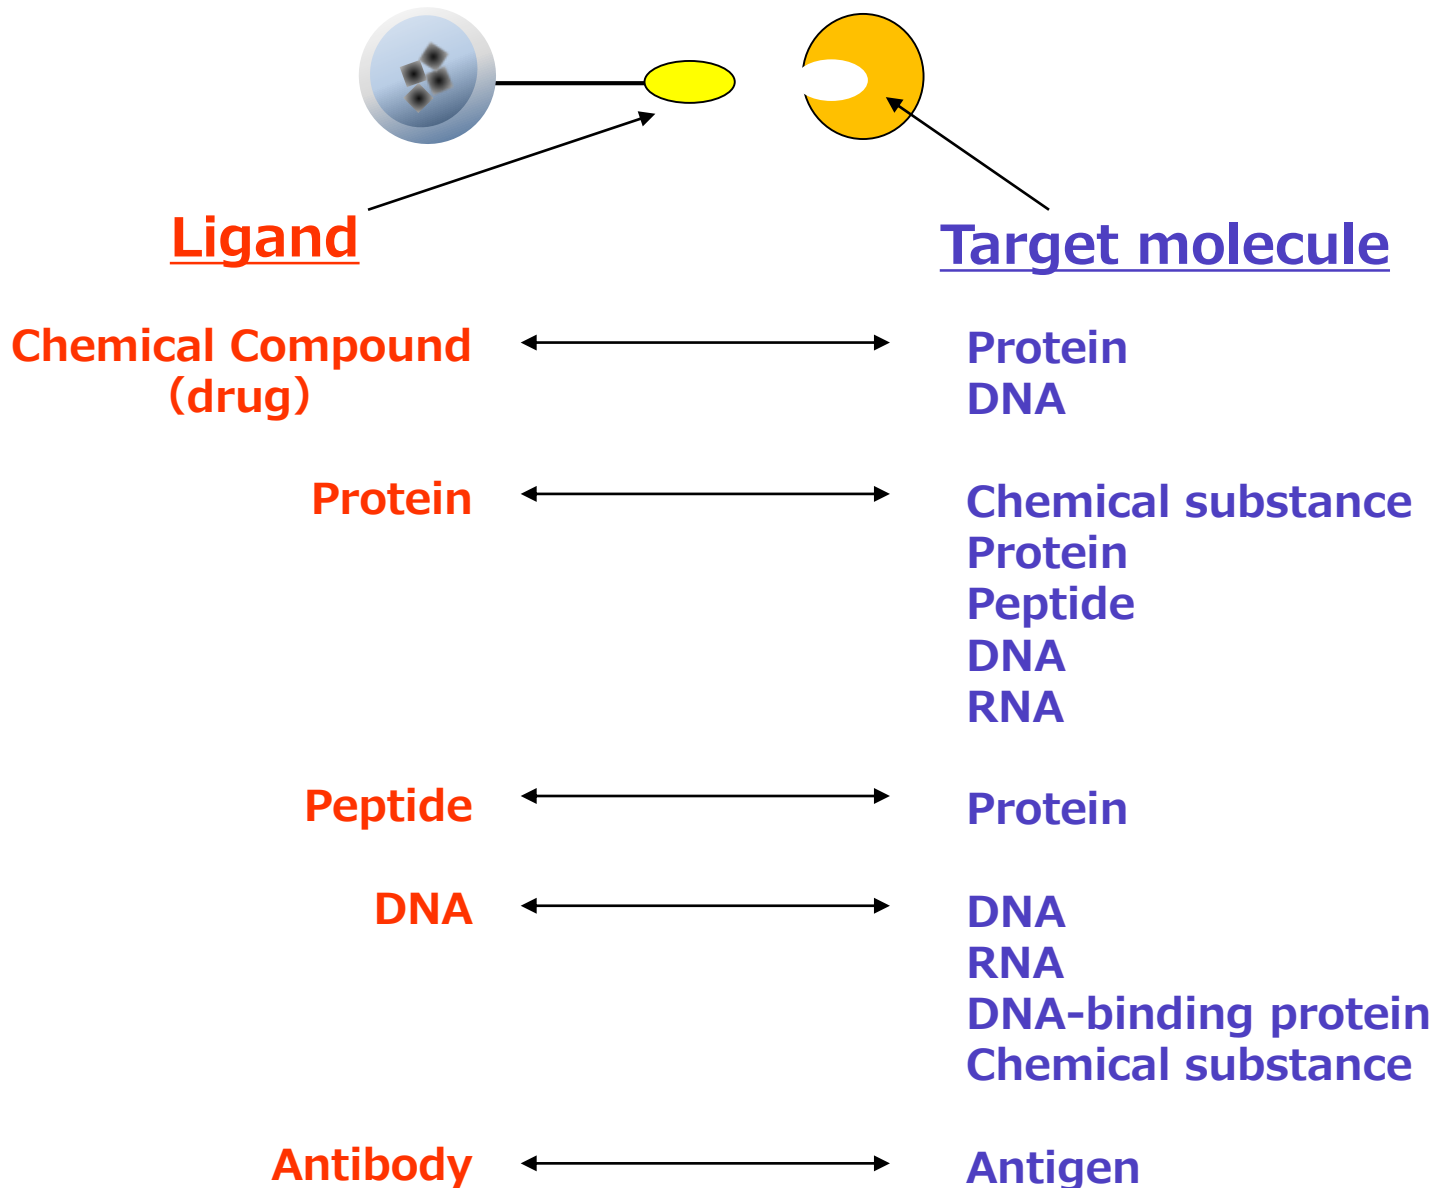 Ligand
Target molecule
Chemical Compound
(drug)
Protein
DNA
Protein
Chemical substance
Protein
Peptide
DNA
RNA
Peptide
Protein
DNA
DNA
RNA
DNA-binding protein
Chemical substance
Antibody
Antigen